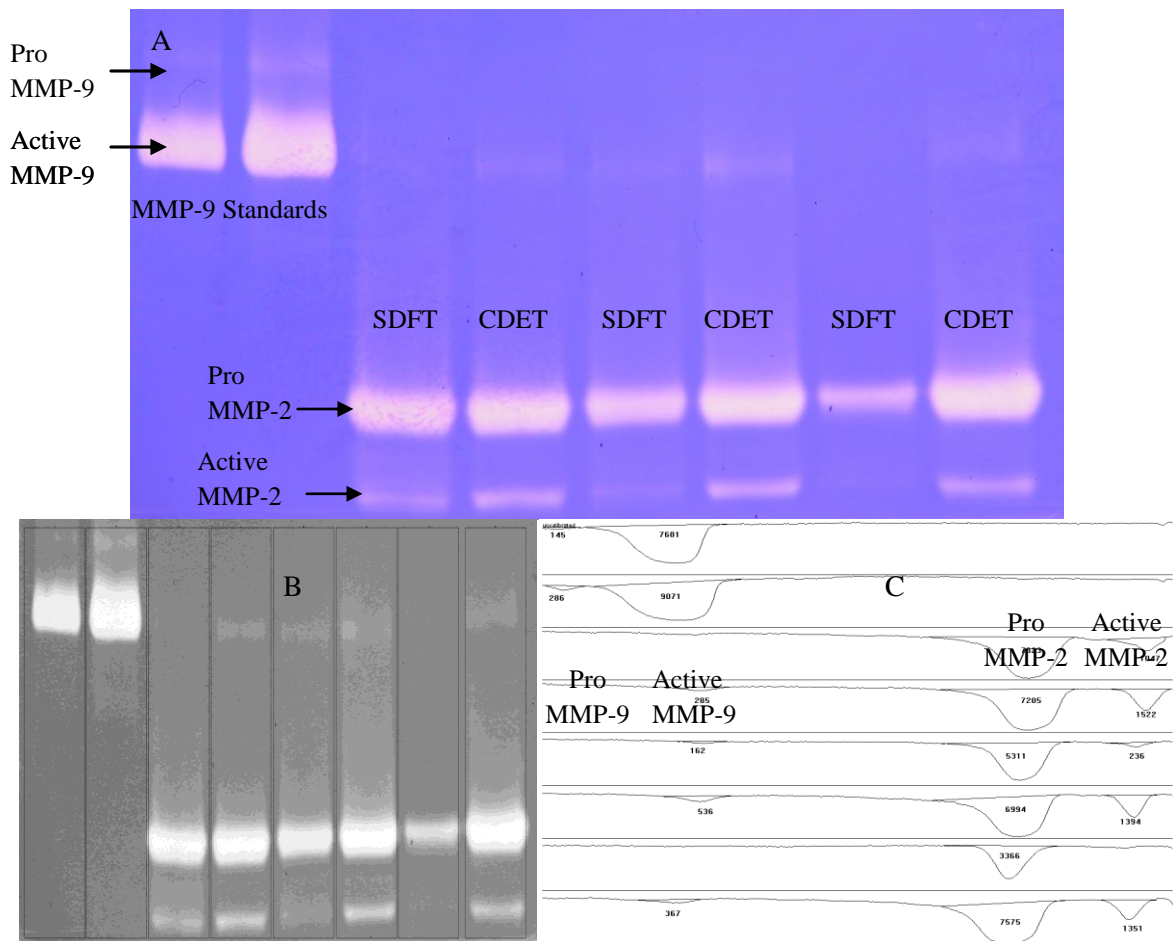 A
Pro
MMP-9
Active
MMP-9
MMP-9 Standards
SDFT CDET SDFT CDET SDFT CDET
Pro
MMP-2
Active
MMP-2
B
C
uncalibrated
145 7681
286 9071
Pro Active
MMP-2 MMP-2
Pro Active
MMP-9 MMP-9
285 7205 1522
162 5311 236
536 6994 1394
3366
367 7575 1351